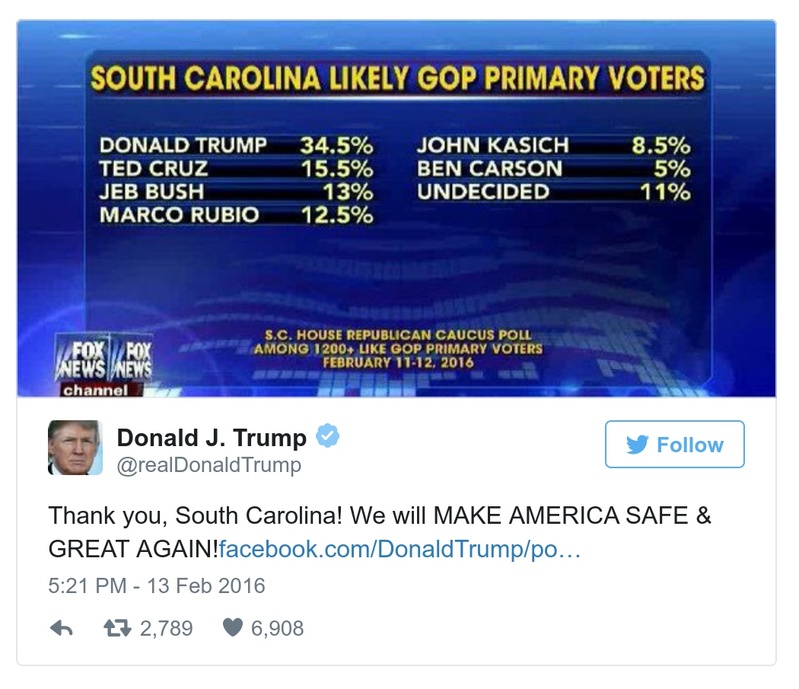 SOUTH CAROLINA LIKELY GOP PRIMARY VOTERS
DONALD TRUMP 34.5%
TED CRUZ 15.5%
JEB BUSH 13%
MARCO RUBIO 12.5%
JOHN KASICH 8.5%
BEN CARSON 5%
UNDECIDED 11%
S.C. HOUSE REPUBLICAN CAUCUS POLL
AMONG 1200+ LIKE GOP PRIMARY VOTERS
FEBRUARY 11-12, 2016
FOX NEWS channel
FOX NEWS
Donald J. Trump
@realDonaldTrump
Follow
Thank you, South Carolina! We will MAKE AMERICA SAFE &
GREAT AGAIN!facebook.com/DonaldTrump/po…
5:21 PM - 13 Feb 2016
2,789 6,908